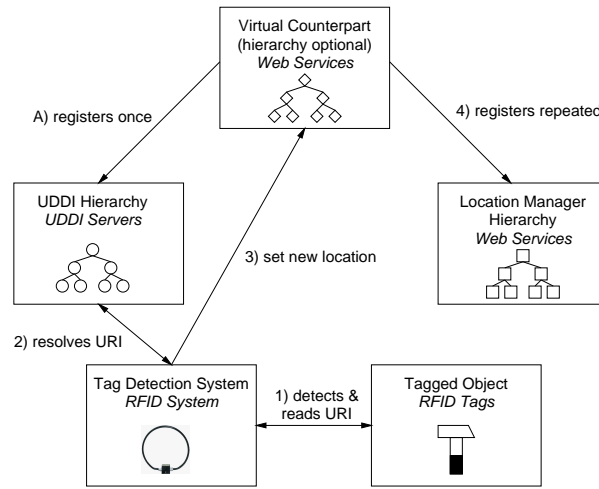 Virtual Counterpart
(hierarchy optional)
Web Services
A) registers once
4) registers repeated
UDDI Hierarchy
UDDI Servers
Location Manager
Hierarchy
Web Services
3) set new location
2) resolves URI
Tag Detection System
RFID System
1) detects &
reads URI
Tagged Object
RFID Tags